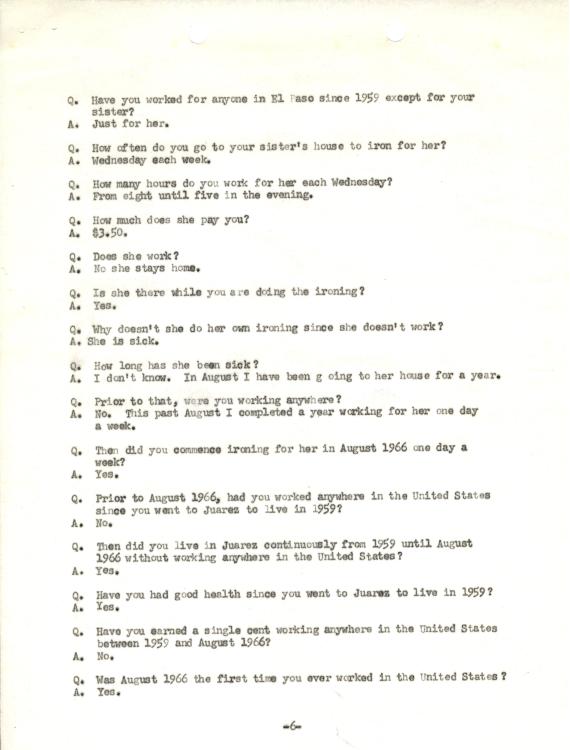 Q. Have you worked for anyone in El Paso since 1959 except for your
sister?
A. Just for her.
Q. How often do you go to your sister's house to iron for her?
A. Wednesday each week.
Q. How many hours do you work for her each Wednesday?
A. From eight until five in the evening.
Q. How much does she pay you?
A. $3.50.
Q. Does she work?
A. No she stays home.
Q. Is she there while you are doing the ironing?
A. Yes.
Q. Why doesn't she do her own ironing since she doesn't work?
A. She is sick.
Q. How long has she been sick?
A. I don't know. In August I have been g oing to her house for a year.
Q. Prior to that, were you working anywhere?
A. No. This past August I completed a year working for her one day
a week.
Q. Then did you commence ironing for her in August 1966 one day a
week?
A. Yes.
Q. Prior to August 1966, had you worked anywhere in the United States
since you went to Juarez to live in 1959?
A. No.
Q. Then did you live in Juarez continuously from 1959 until August
1966 without working anywhere in the United States?
A. Yes.
Q. Have you had good health since you went to Juarez to live in 1959?
A. Yes.
Q. Have you earned a single cent working anywhere in the United States
between 1959 and August 1966?
A. No.
Q. Was August 1966 the first time you ever worked in the United States?
A. Yes.
-6-